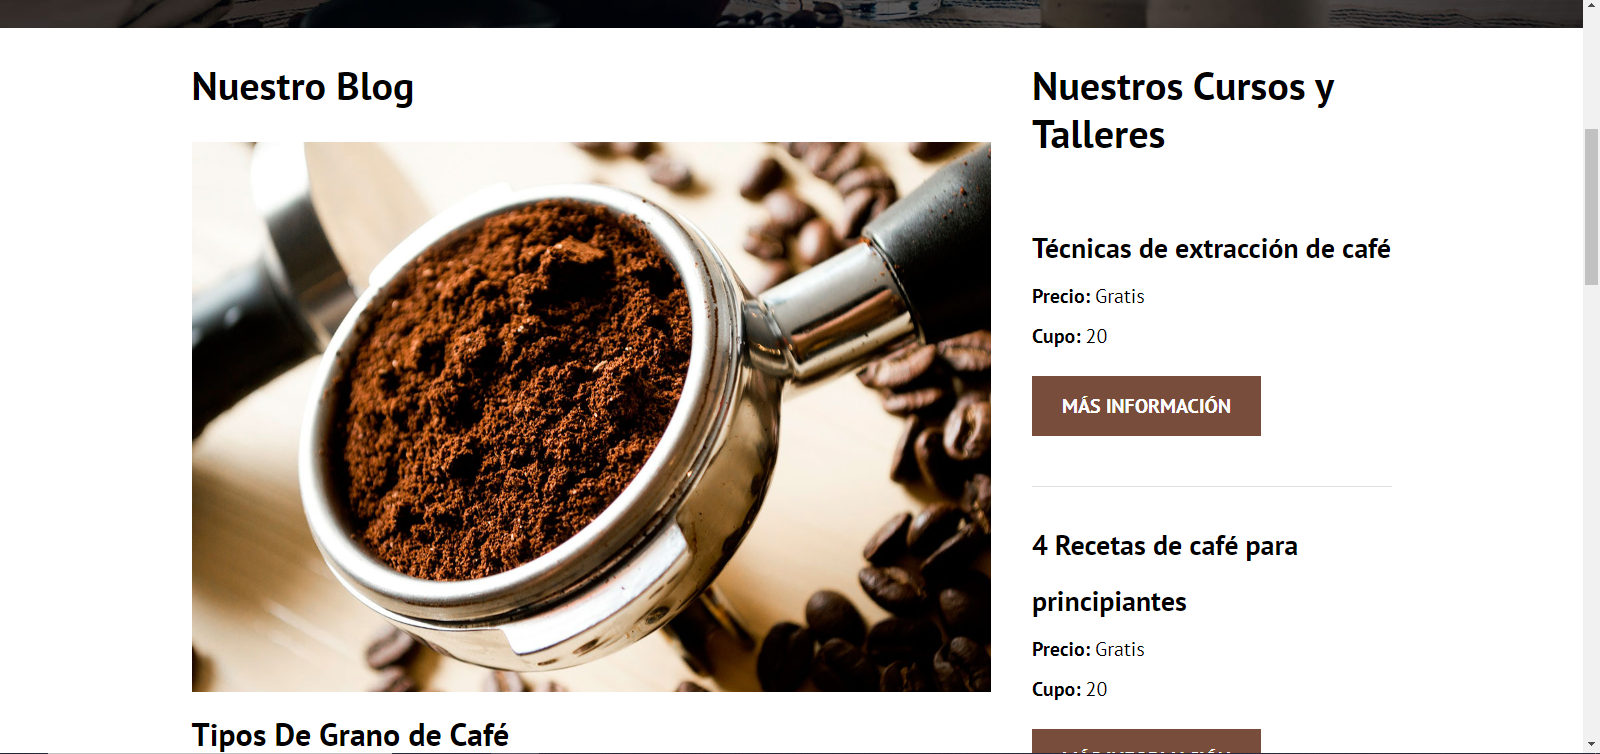 Nuestro Blog
Tipos De Grano de Café
Nuestros Cursos y
Talleres
Técnicas de extracción de café
Precio: Gratis
Cupo: 20
MÁS INFORMACIÓN
4 Recetas de café para
principiantes
Precio: Gratis
Cupo: 20